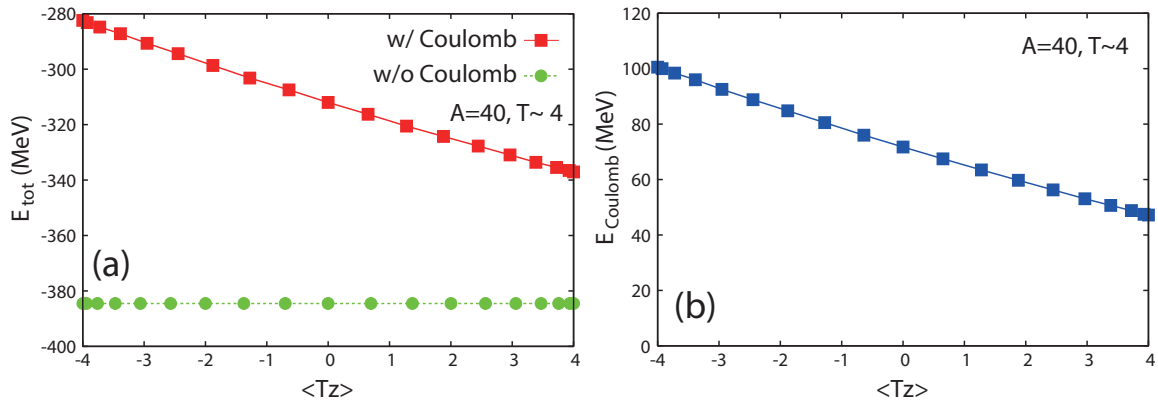 -280
-300
-320
-340
-360
-380
-400
E_tot (MeV)
w/ Coulomb
w/o Coulomb
A=40, T~ 4
(a)
-4 -3 -2 -1 0 1 2 3 4
<Tz>
120
100
80
60
40
20
0
E_Coulomb (MeV)
A=40, T~4
(b)
-4 -3 -2 -1 0 1 2 3 4
<Tz>